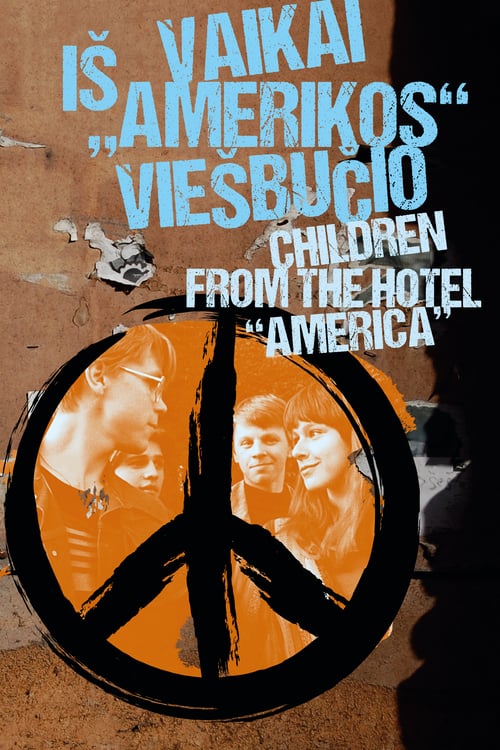 VAIKAI
IŠ „AMERIKOS“
VIEŠBUČIO
CHILDREN
FROM THE HOTEL
“AMERICA”